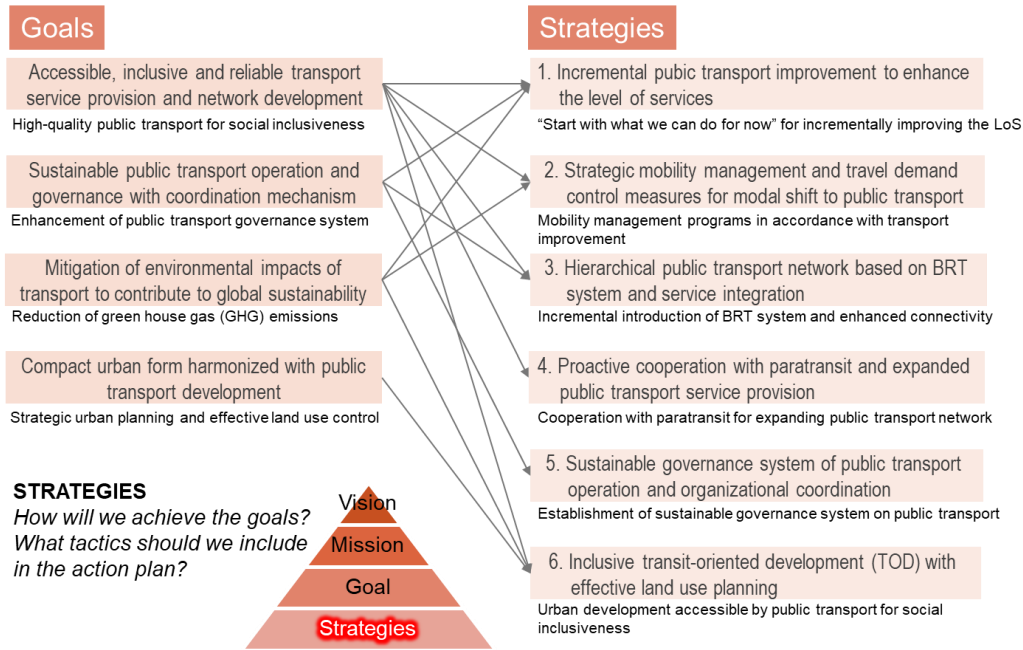 Goals
Accessible, inclusive and reliable transport
service provision and network development
High-quality public transport for social inclusiveness
Sustainable public transport operation and
governance with coordination mechanism
Enhancement of public transport governance system
Mitigation of environmental impacts of
transport to contribute to global sustainability
Reduction of green house gas (GHG) emissions
Compact urban form harmonized with public
transport development
Strategic urban planning and effective land use control
STRATEGIES
How will we achieve the goals?
What tactics should we include
in the action plan?
Vision
Mission
Goal
Strategies
Strategies
1. Incremental pubic transport improvement to enhance
the level of services
“Start with what we can do for now” for incrementally improving the LoS
2. Strategic mobility management and travel demand
control measures for modal shift to public transport
Mobility management programs in accordance with transport
improvement
3. Hierarchical public transport network based on BRT
system and service integration
Incremental introduction of BRT system and enhanced connectivity
4. Proactive cooperation with paratransit and expanded
public transport service provision
Cooperation with paratransit for expanding public transport network
5. Sustainable governance system of public transport
operation and organizational coordination
Establishment of sustainable governance system on public transport
6. Inclusive transit-oriented development (TOD) with
effective land use planning
Urban development accessible by public transport for social
inclusiveness